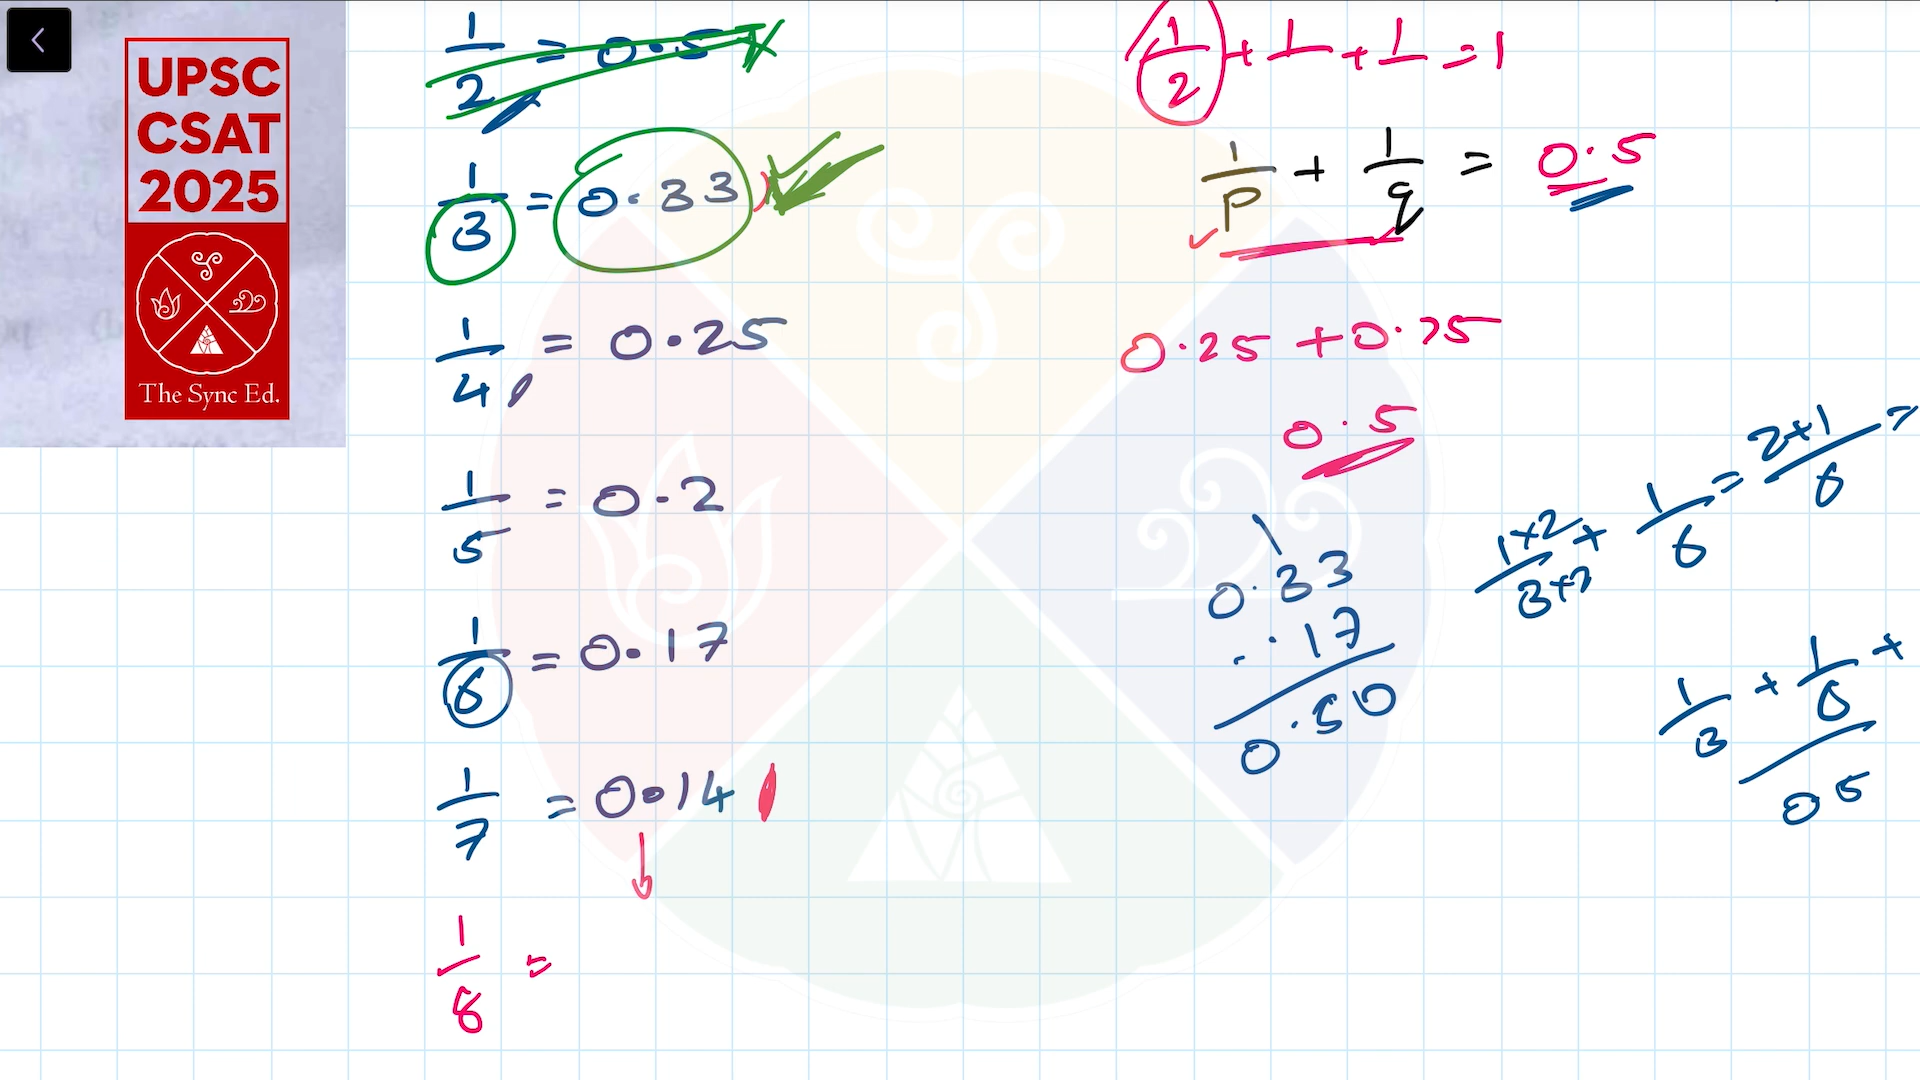 UPSC
CSAT
2025
The Sync Ed.
1/2 = 0.5
1/3 = 0.33
1/4 = 0.25
1/5 = 0.2
1/6 = 0.17
1/7 = 0.14
1/8 =
1/2 + 1/ + 1/ = 1
1/p + 1/q = 0.5
0.25 + 0.25
0.5
1
0.33
.17
0.50
1×2/3×2 + 1/6 = 2+1/6 =
1/3 + 1/6 +
0 5